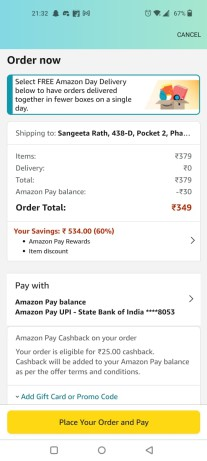 21:32
67%
CANCEL
Order now
Select FREE Amazon Day Delivery
below to have orders delivered
together in fewer boxes on a single
day.
Shipping to: Sangeeta Rath, 438-D, Pocket 2, Pha...
Items: ₹379
Delivery: ₹0
Total: ₹379
Amazon Pay balance: -₹30
Order Total: ₹349
Your Savings: ₹ 534.00 (60%)
• Amazon Pay Rewards
• Item discount
Pay with
Amazon Pay balance
Amazon Pay UPI - State Bank of India ****8053
Amazon Pay Cashback on your order
Your order is eligible for ₹25.00 cashback.
Cashback will be added to your Amazon Pay balance
as per the offer terms and conditions.
Add Gift Card or Promo Code
Place Your Order and Pay